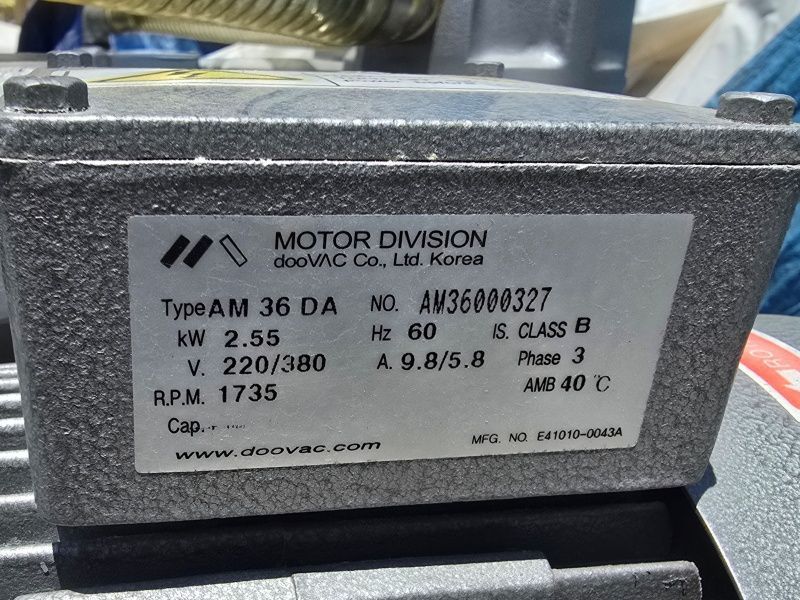 MOTOR DIVISION
dooVAC Co., Ltd. Korea
Type AM 36 DA NO. AM36000327
kW 2.55 Hz 60 IS. CLASS B
V. 220/380 A. 9.8/5.8 Phase 3
R.P.M. 1735 AMB 40 ℃
Cap.
www.doovac.com MFG. NO. E41010-0043A
RO